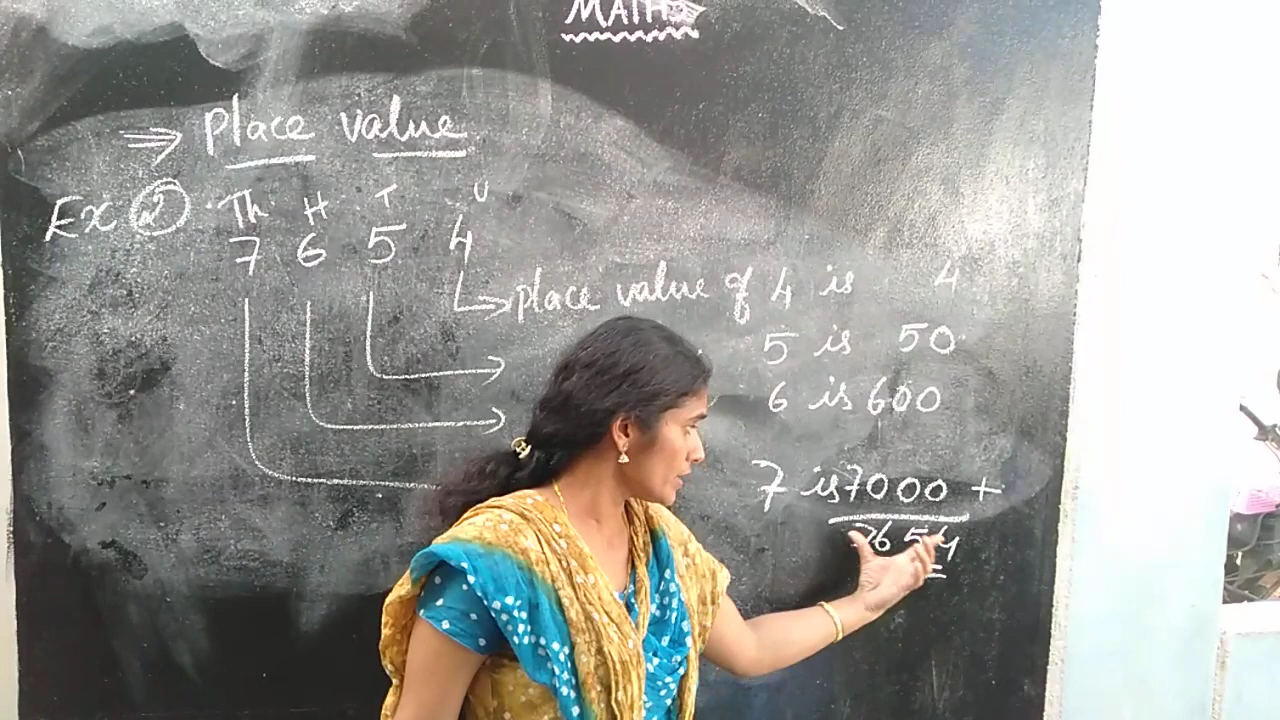 MATHS
⇒ Place value
Ex ② Th H T U
7 6 5 4
place value of 4 is 4
5 is 50
6 is 600
7 is 7000 +
7654